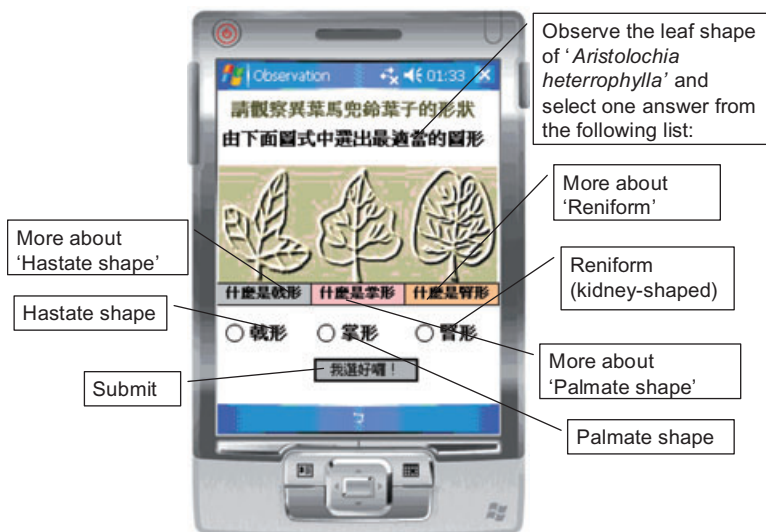 Observation 01:33
請觀察異葉馬兜鈴葉子的形狀
由下面圖式中選出最適當的圖形
什麼是戟形 什麼是掌形 什麼是腎形
戟形 掌形 腎形
我選好囉！
Observe the leaf shape
of ‘Aristolochia
heterrophylla’ and
select one answer from
the following list:
More about
‘Reniform’
Reniform
(kidney-shaped)
More about
‘Palmate shape’
Palmate shape
More about
‘Hastate shape’
Hastate shape
Submit